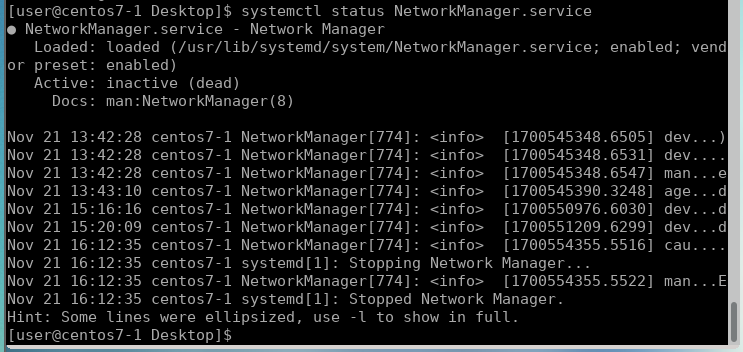 [user@centos7-1 Desktop]$ systemctl status NetworkManager.service
● NetworkManager.service - Network Manager
   Loaded: loaded (/usr/lib/systemd/system/NetworkManager.service; enabled; vend
or preset: enabled)
   Active: inactive (dead)
     Docs: man:NetworkManager(8)

Nov 21 13:42:28 centos7-1 NetworkManager[774]: <info>  [1700545348.6505] dev...)
Nov 21 13:42:28 centos7-1 NetworkManager[774]: <info>  [1700545348.6531] dev....
Nov 21 13:42:28 centos7-1 NetworkManager[774]: <info>  [1700545348.6547] man...e
Nov 21 13:43:10 centos7-1 NetworkManager[774]: <info>  [1700545390.3248] age...d
Nov 21 15:16:16 centos7-1 NetworkManager[774]: <info>  [1700550976.6030] dev...d
Nov 21 15:20:09 centos7-1 NetworkManager[774]: <info>  [1700551209.6299] dev...d
Nov 21 16:12:35 centos7-1 NetworkManager[774]: <info>  [1700554355.5516] cau....
Nov 21 16:12:35 centos7-1 systemd[1]: Stopping Network Manager...
Nov 21 16:12:35 centos7-1 NetworkManager[774]: <info>  [1700554355.5522] man...E
Nov 21 16:12:35 centos7-1 systemd[1]: Stopped Network Manager.
Hint: Some lines were ellipsized, use -l to show in full.
[user@centos7-1 Desktop]$